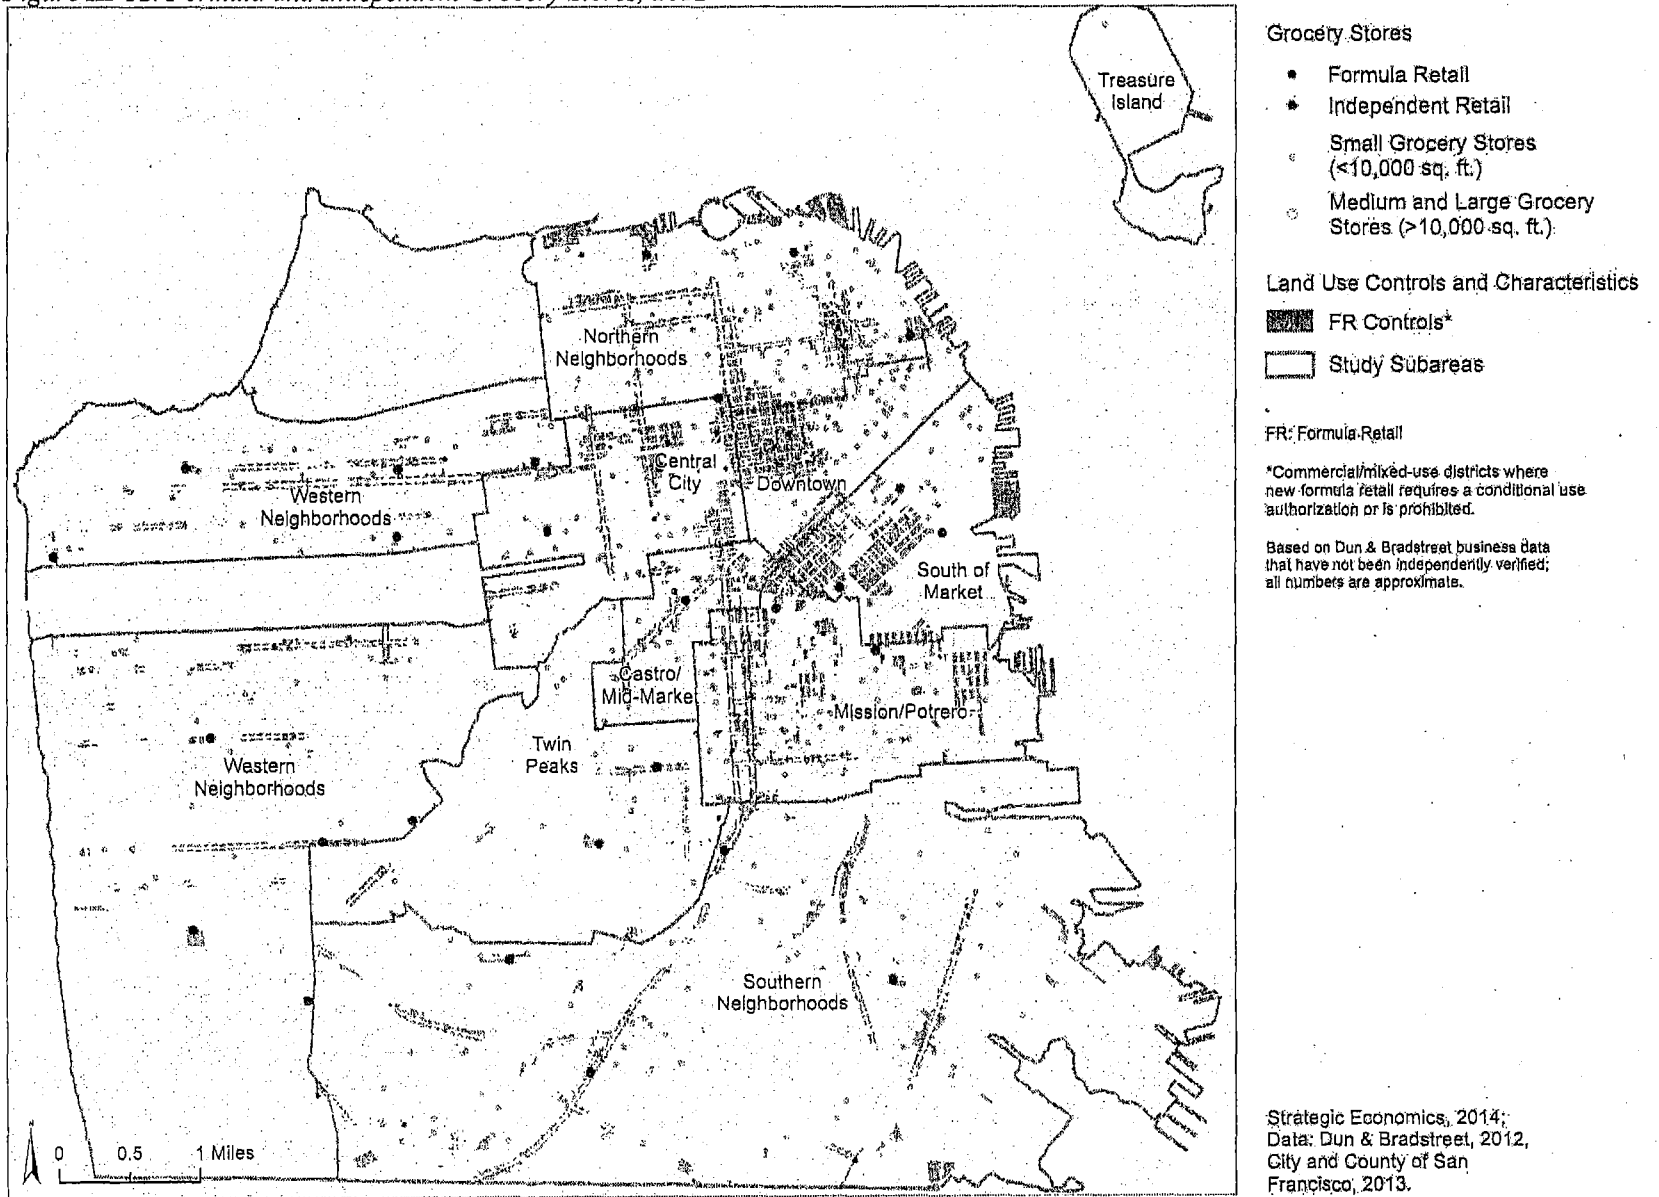 Grocery Stores
Formula Retail
Independent Retail
Small Grocery Stores
(<10,000 sq. ft.)
Medium and Large Grocery
Stores (>10,000 sq. ft.)
Land Use Controls and Characteristics
FR Controls*
Study Subareas
FR: Formula Retail
*Commercial/mixed-use districts where
new formula retail requires a conditional use
authorization or is prohibited.
Based on Dun & Bradstreet business data
that have not been independently verified;
all numbers are approximate.
Treasure
Island
Northern
Neighborhoods
Central
City
Downtown
Western
Neighborhoods
South of
Market
Castro/
Mid-Market
Mission/Potrero
Twin
Peaks
Western
Neighborhoods
Southern
Neighborhoods
0 0.5 1 Miles
Strategic Economics, 2014;
Data: Dun & Bradstreet, 2012,
City and County of San
Francisco, 2013.